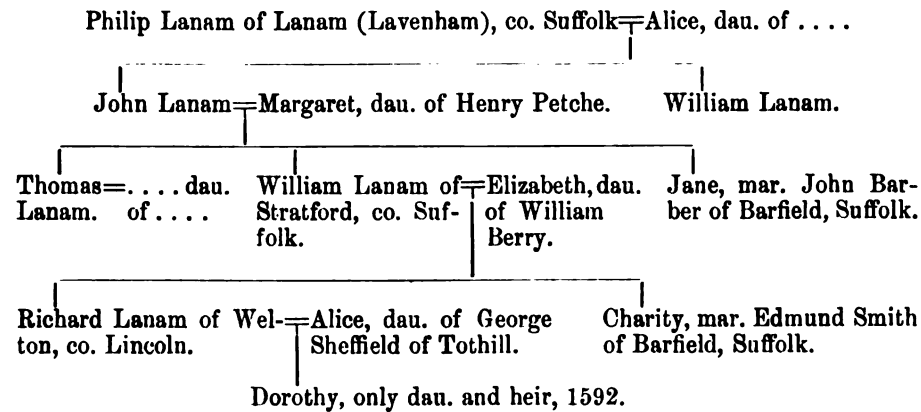 Philip Lanam of Lanam (Lavenham), co. Suffolk=Alice, dau. of ....
John Lanam=Margaret, dau. of Henry Petche. William Lanam.
Thomas=....dau. William Lanam of=Elizabeth, dau. Jane, mar. John Bar-
Lanam. of.... Stratford, co. Suf- of William ber of Barfield, Suffolk.
folk. Berry.
Richard Lanam of Wel-=Alice, dau. of George Charity, mar. Edmund Smith
ton, co. Lincoln. Sheffield of Tothill. of Barfield, Suffolk.
Dorothy, only dau. and heir, 1592.